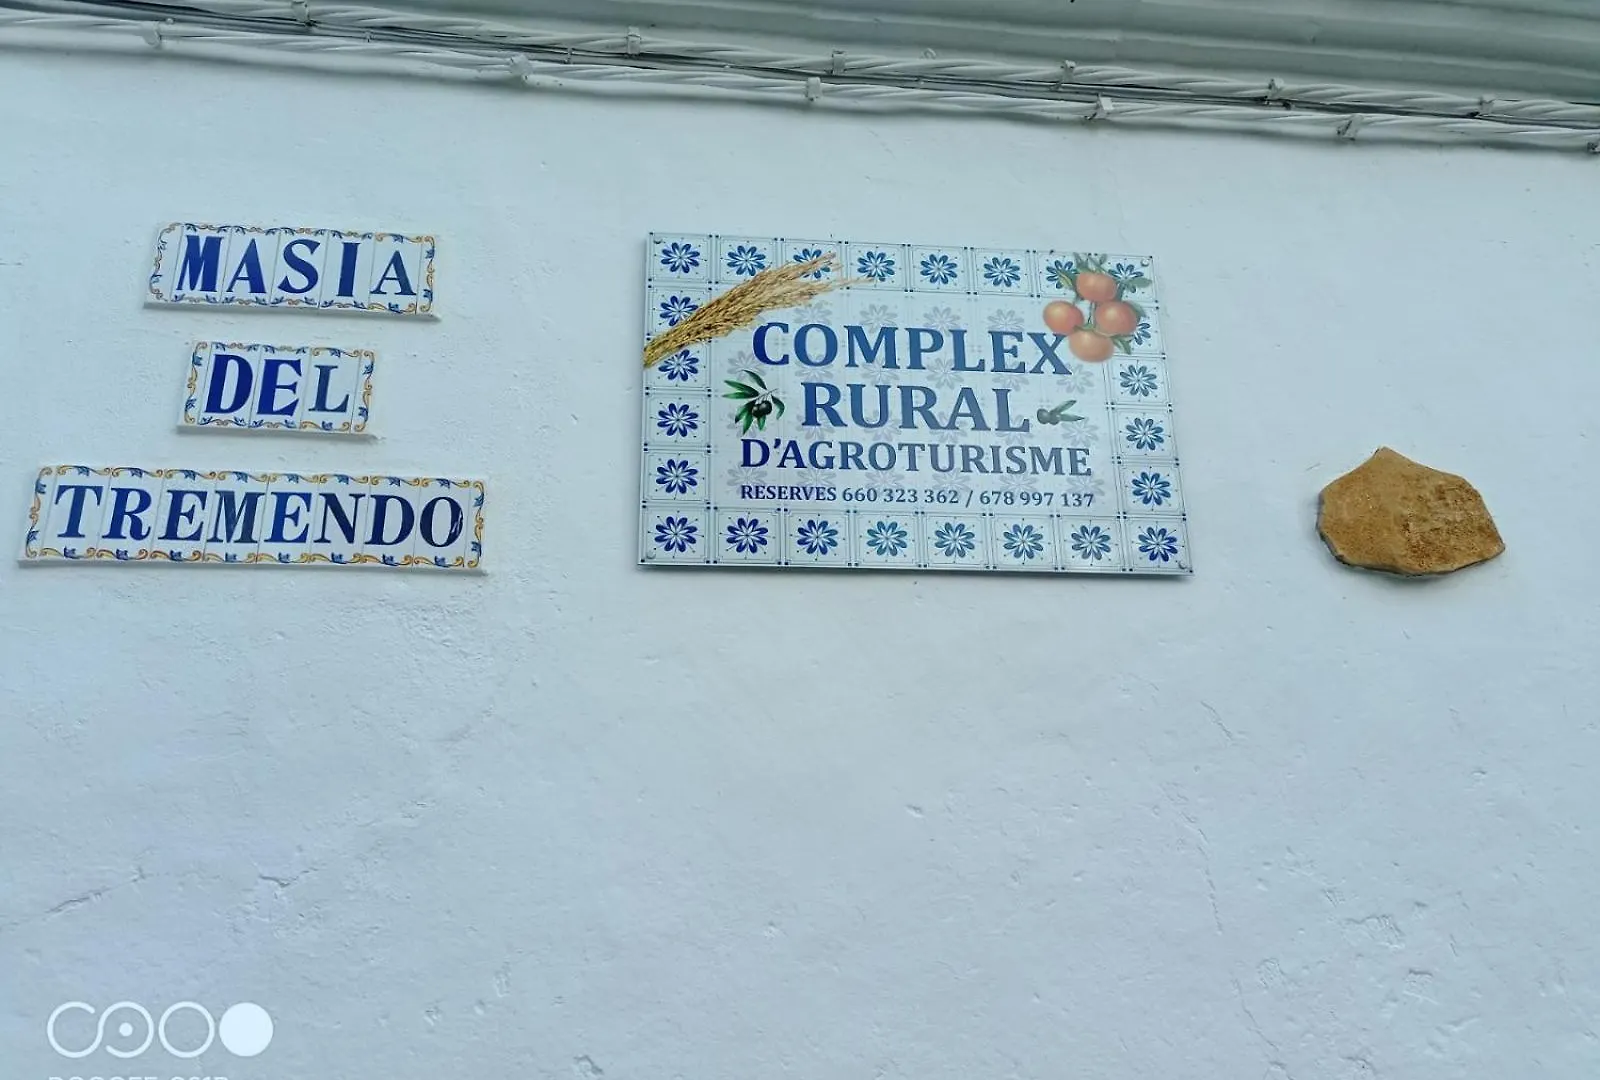 MASIA
DEL
TREMENDO
COMPLEX
RURAL
D'AGROTURISME
RESERVES 660 323 362 / 678 997 137